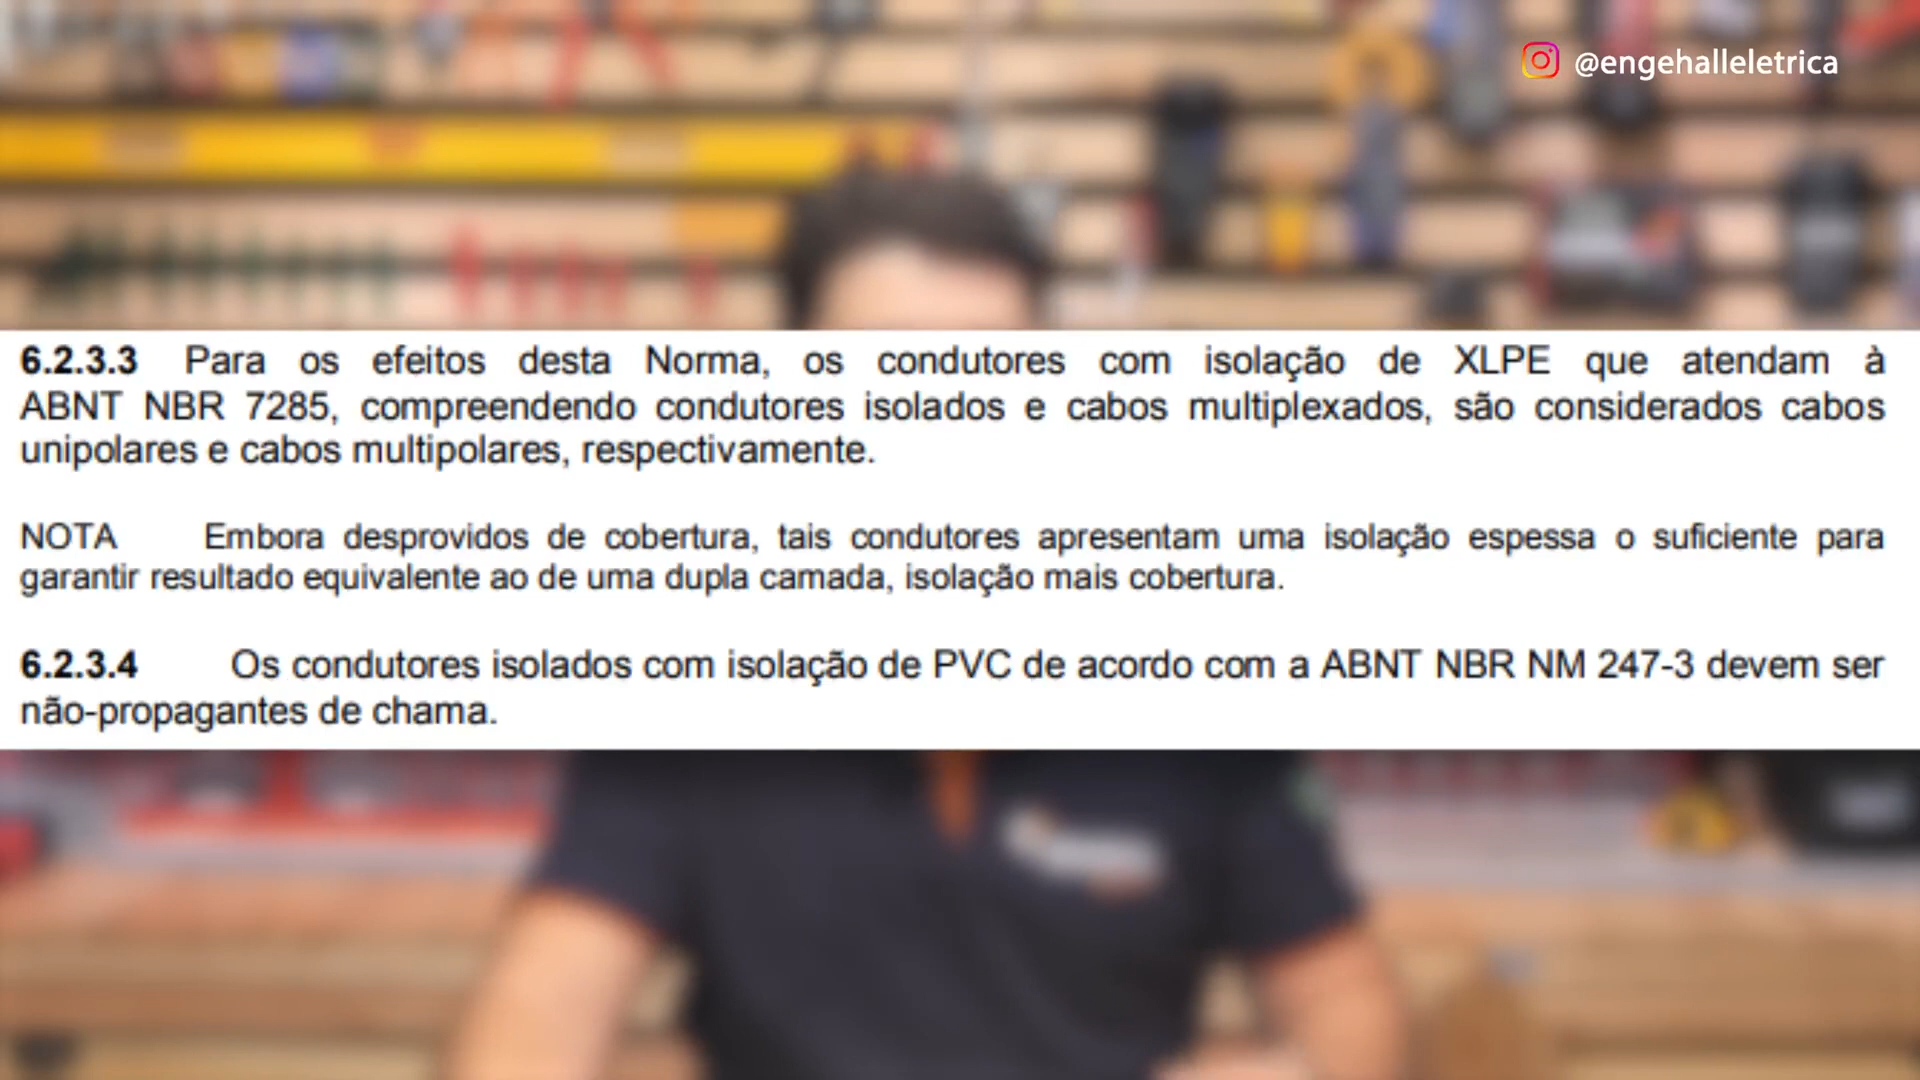 @engehalleletrica
6.2.3.3 Para os efeitos desta Norma, os condutores com isolação de XLPE que atendam à
ABNT NBR 7285, compreendendo condutores isolados e cabos multiplexados, são considerados cabos
unipolares e cabos multipolares, respectivamente.
NOTA Embora desprovidos de cobertura, tais condutores apresentam uma isolação espessa o suficiente para
garantir resultado equivalente ao de uma dupla camada, isolação mais cobertura.
6.2.3.4 Os condutores isolados com isolação de PVC de acordo com a ABNT NBR NM 247-3 devem ser
não-propagantes de chama.